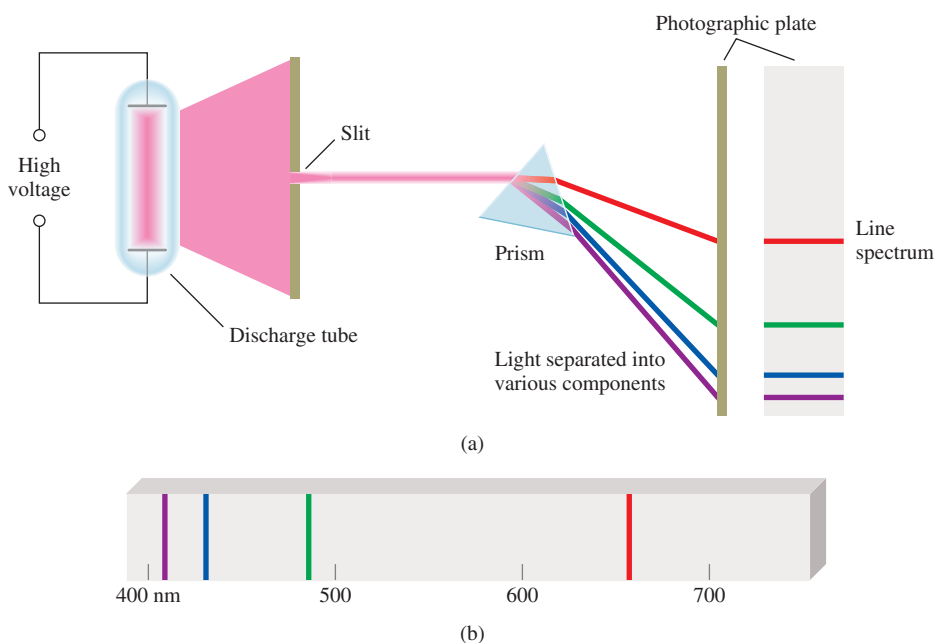 Photographic plate
Slit
High
voltage
Line
spectrum
Prism
Discharge tube
Light separated into
various components
(a)
400 nm
500
600
700
(b)